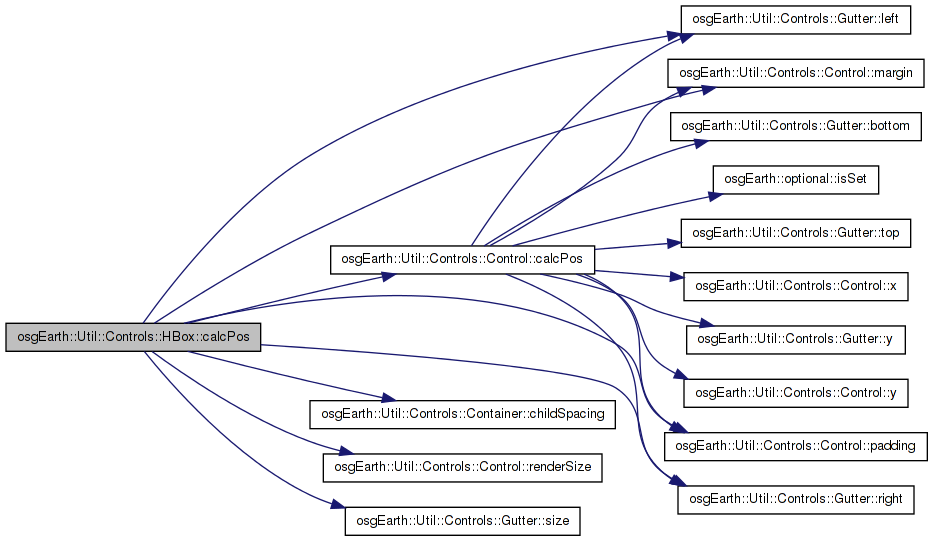 osgEarth::Util::Controls::Gutter::left
osgEarth::Util::Controls::Control::margin
osgEarth::Util::Controls::Gutter::bottom
osgEarth::optional::isSet
osgEarth::Util::Controls::Gutter::top
osgEarth::Util::Controls::Control::calcPos
osgEarth::Util::Controls::Control::x
osgEarth::Util::Controls::HBox::calcPos
osgEarth::Util::Controls::Gutter::y
osgEarth::Util::Controls::Control::y
osgEarth::Util::Controls::Container::childSpacing
osgEarth::Util::Controls::Control::padding
osgEarth::Util::Controls::Control::renderSize
osgEarth::Util::Controls::Gutter::right
osgEarth::Util::Controls::Gutter::size